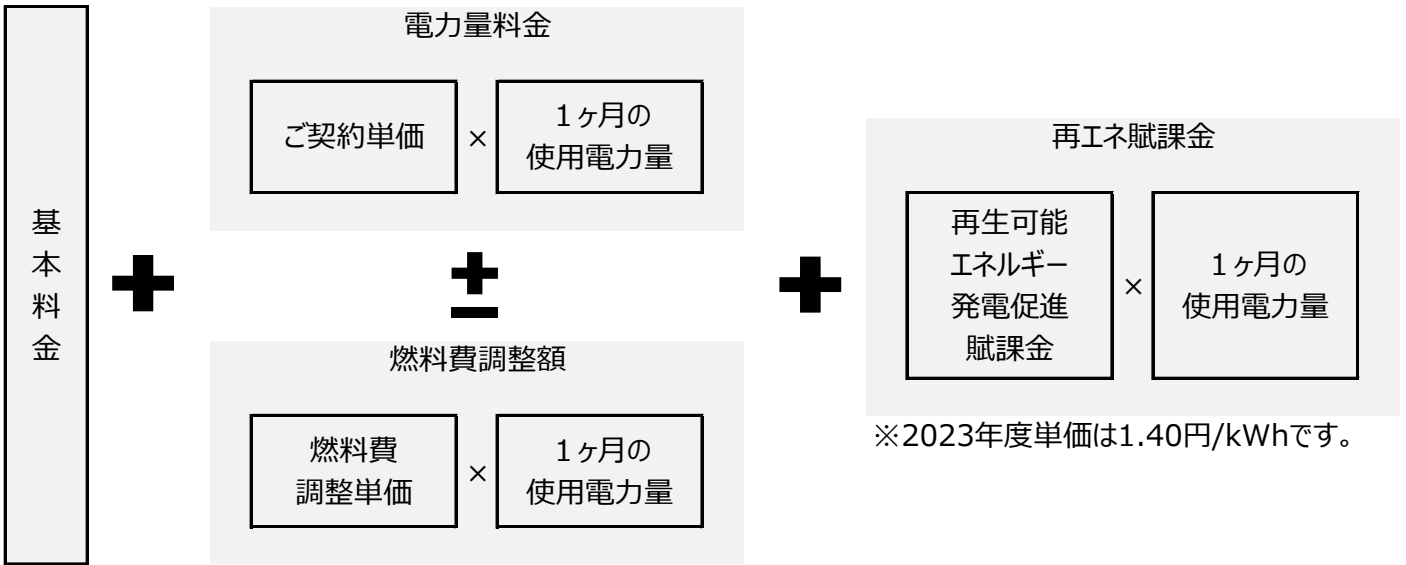 基
本
料
金
電力量料金
ご契約単価
×
1ヶ月の
使用電力量
±
燃料費調整額
燃料費
調整単価
×
1ヶ月の
使用電力量
再エネ賦課金
再生可能
エネルギー
発電促進
賦課金
×
1ヶ月の
使用電力量
※2023年度単価は1.40円/kWhです。